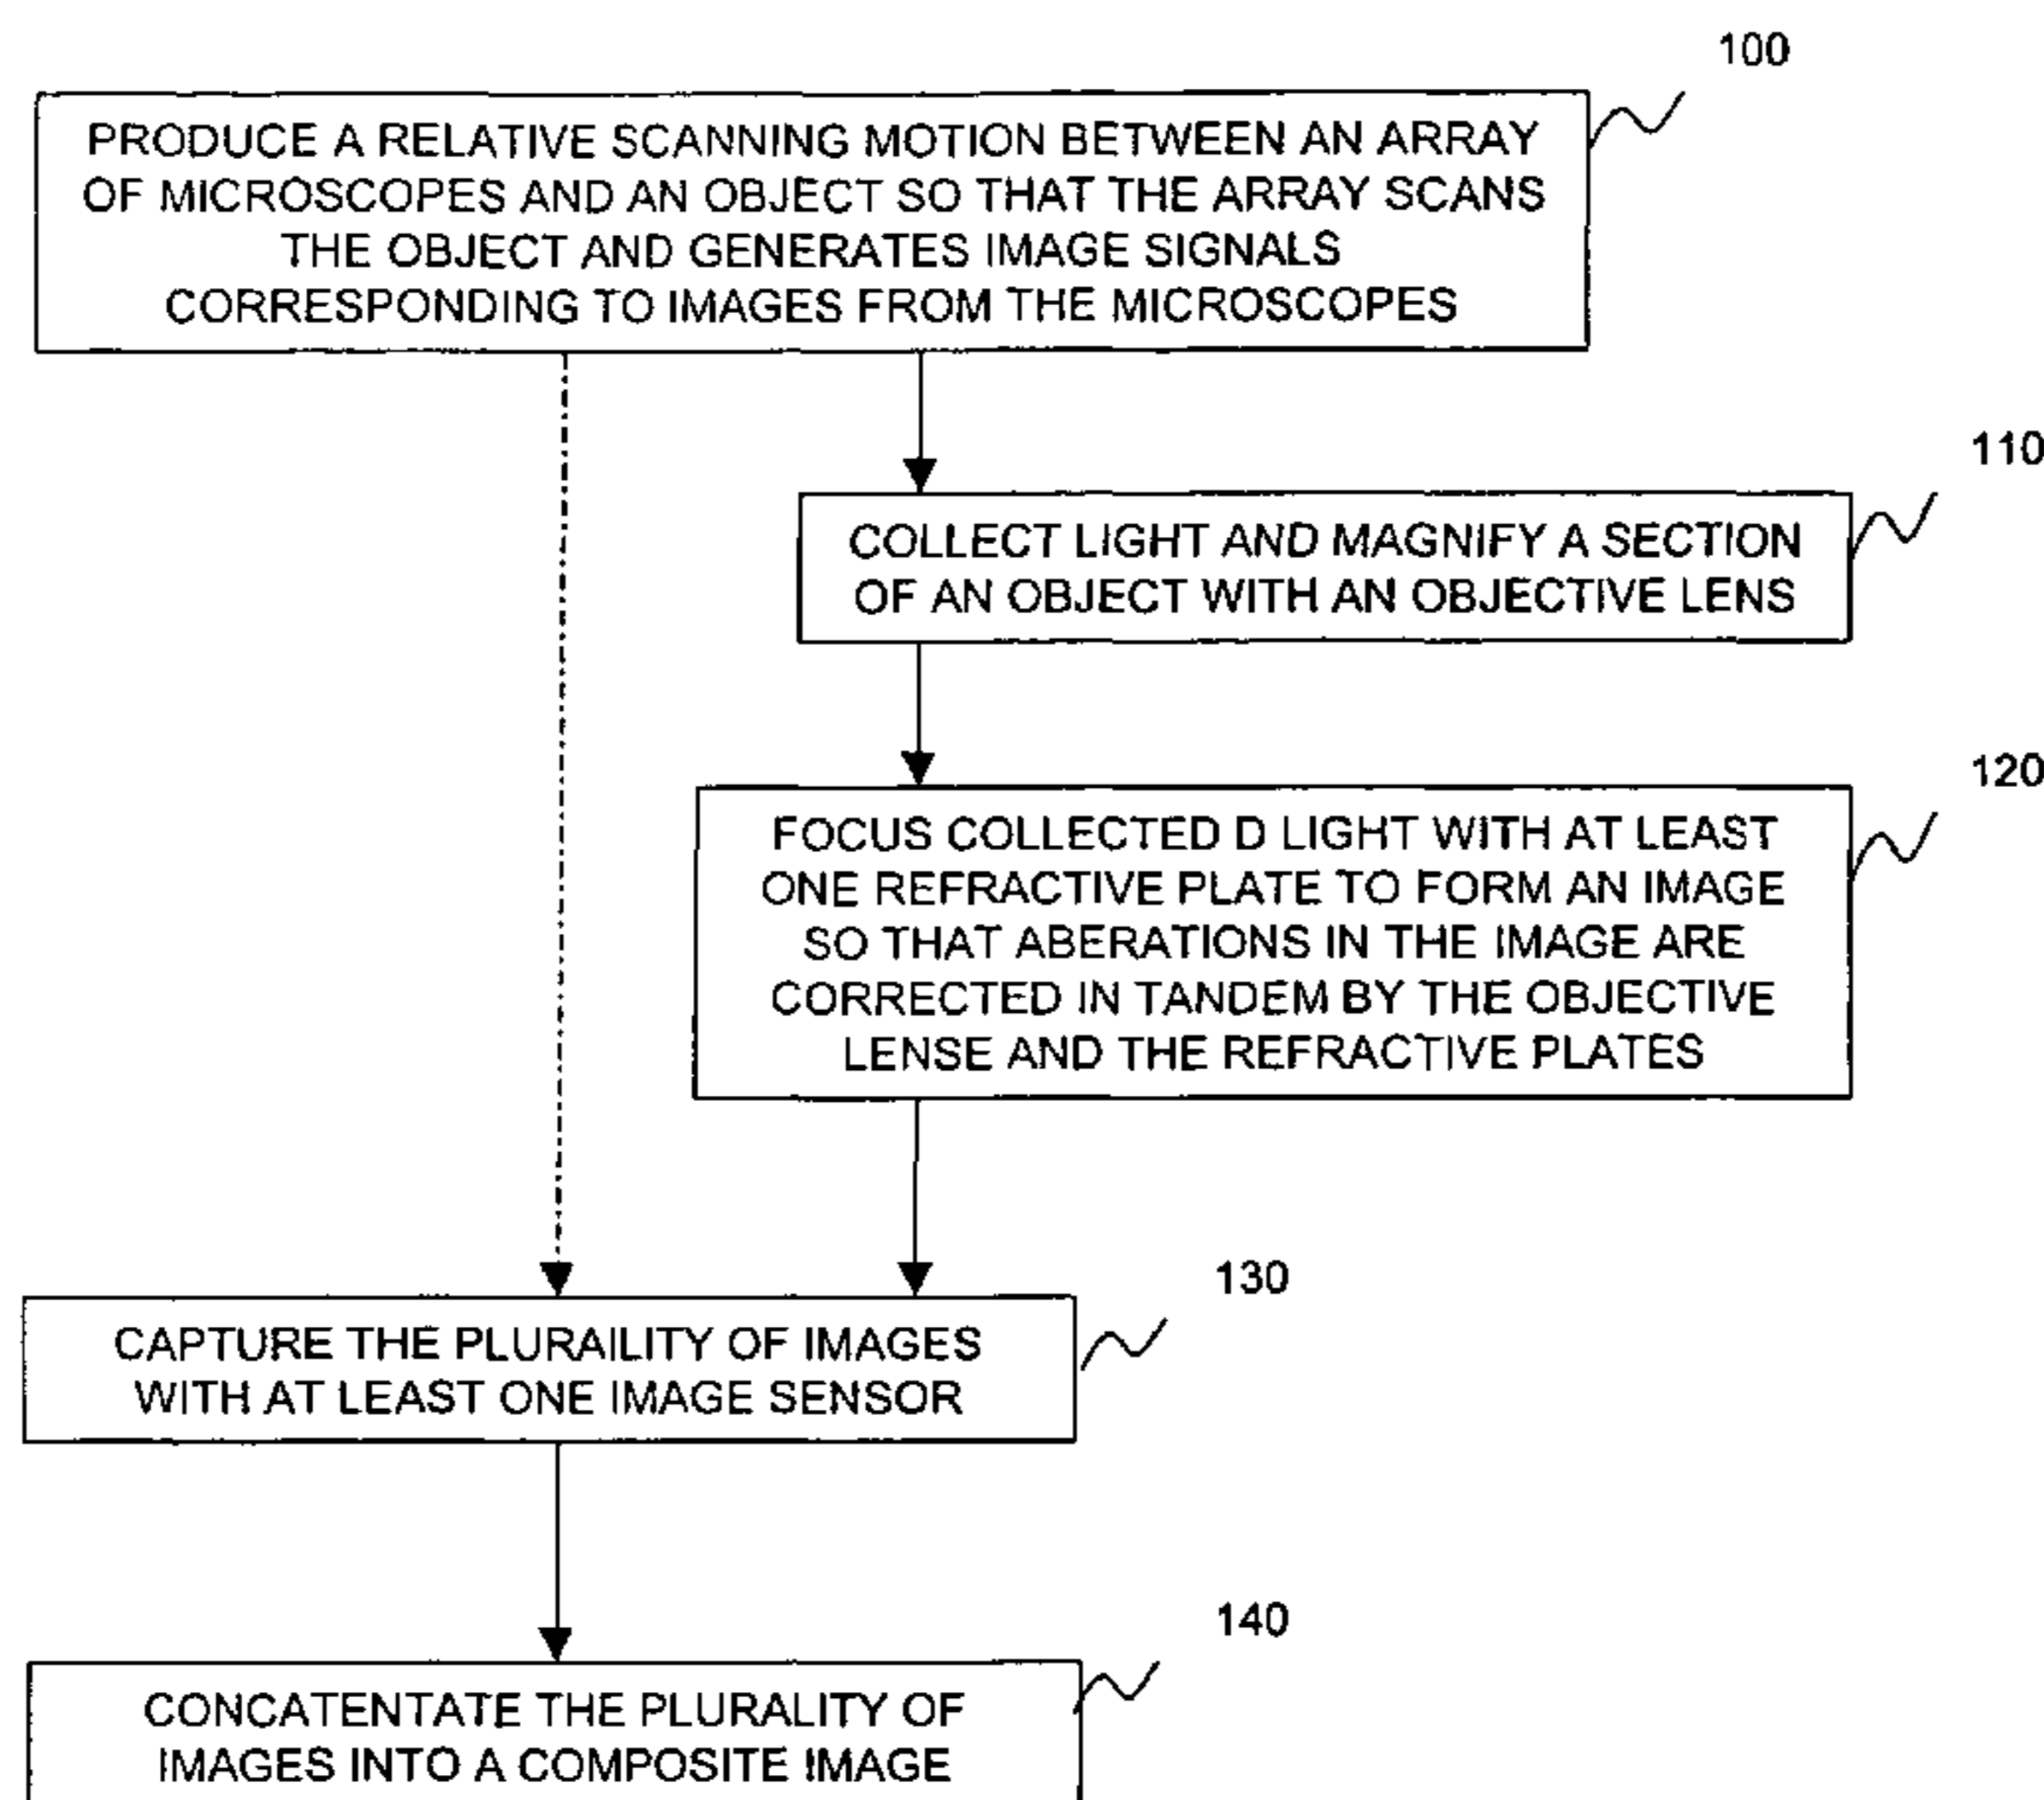 100
PRODUCE A RELATIVE SCANNING MOTION BETWEEN AN ARRAY
OF MICROSCOPES AND AN OBJECT SO THAT THE ARRAY SCANS
THE OBJECT AND GENERATES IMAGE SIGNALS
CORRESPONDING TO IMAGES FROM THE MICROSCOPES
110
COLLECT LIGHT AND MAGNIFY A SECTION
OF AN OBJECT WITH AN OBJECTIVE LENS
120
FOCUS COLLECTED D LIGHT WITH AT LEAST
ONE REFRACTIVE PLATE TO FORM AN IMAGE
SO THAT ABERATIONS IN THE IMAGE ARE
CORRECTED IN TANDEM BY THE OBJECTIVE
LENSE AND THE REFRACTIVE PLATES
130
CAPTURE THE PLURAILITY OF IMAGES
WITH AT LEAST ONE IMAGE SENSOR
140
CONCATENTATE THE PLURALITY OF
IMAGES INTO A COMPOSITE IMAGE